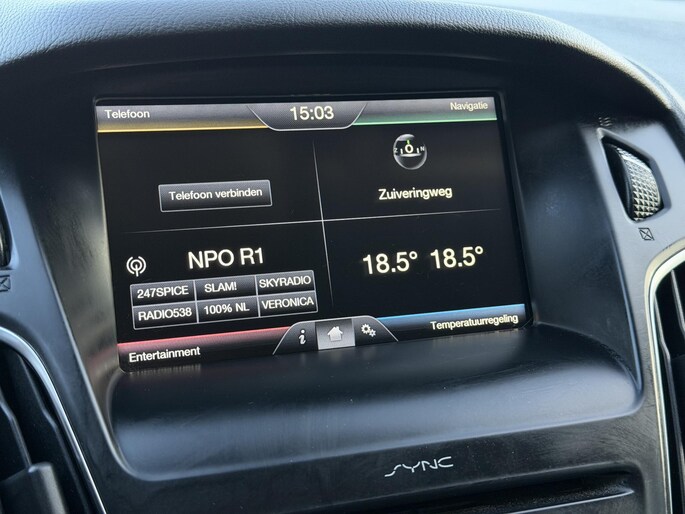 Telefoon
15:03
Navigatie
Z I O I N
Telefoon verbinden
Zuiveringweg
NPO R1
18.5° 18.5°
247SPICE SLAM! SKYRADIO
RADIO538 100% NL VERONICA
Entertainment
i
Temperatuurregeling
SYNC